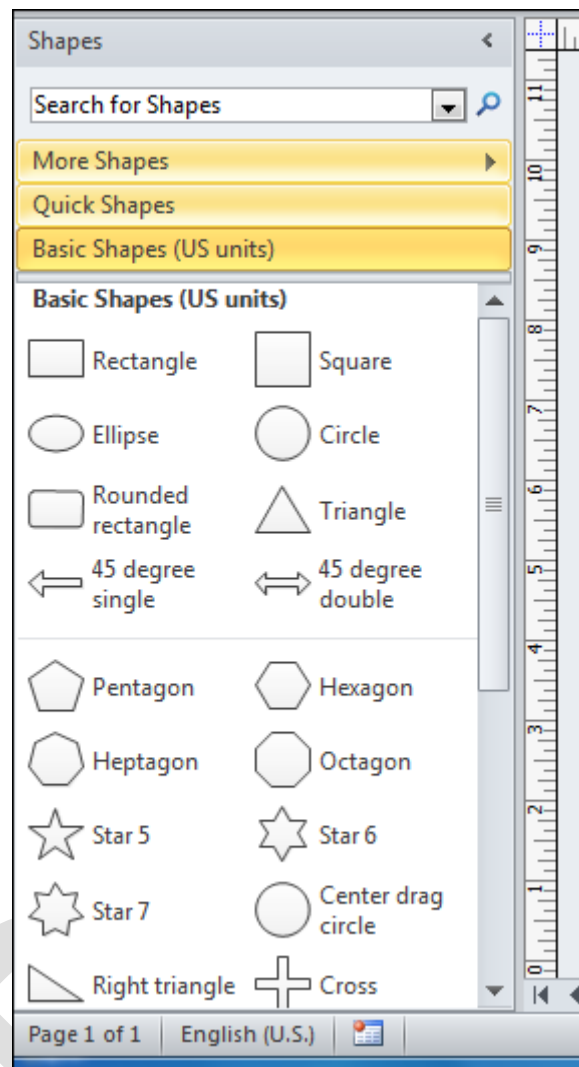 Shapes
Search for Shapes
More Shapes
Quick Shapes
Basic Shapes (US units)
Basic Shapes (US units)
Rectangle
Square
Ellipse
Circle
Rounded
rectangle
Triangle
45 degree
single
45 degree
double
Pentagon
Hexagon
Heptagon
Octagon
Star 5
Star 6
Star 7
Center drag
circle
Right triangle
Cross
11
10
9
8
7
6
5
4
3
2
1
0
Page 1 of 1
English (U.S.)